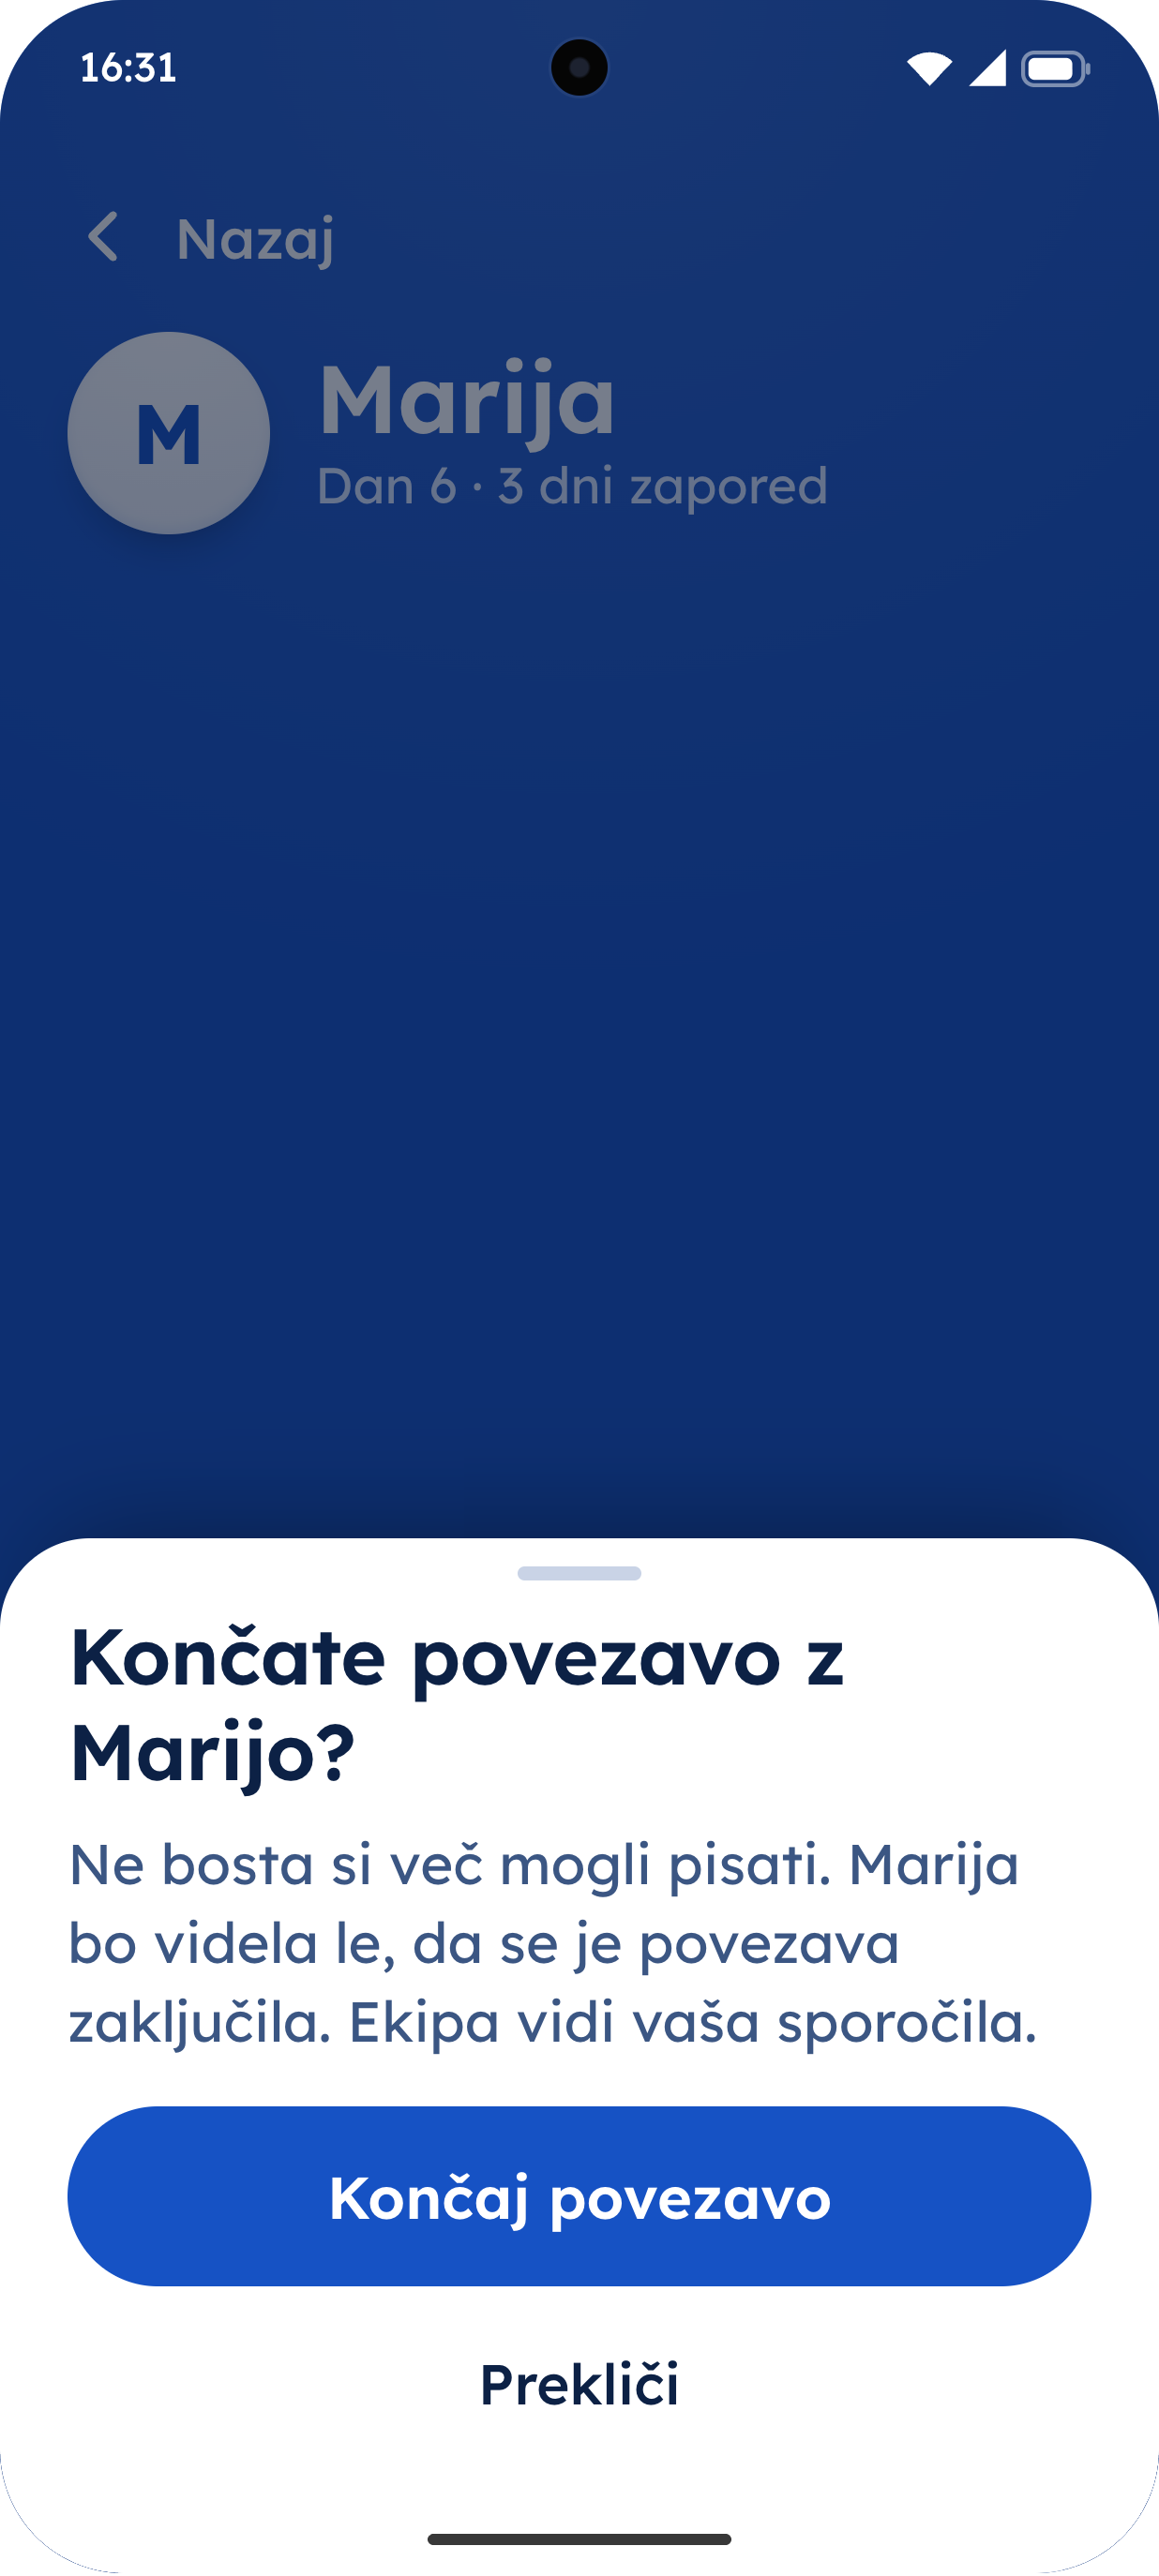 16:31
Nazaj
M
Marija
Dan 6 · 3 dni zapored
Končate povezavo z
Marijo?
Ne bosta si več mogli pisati. Marija
bo videla le, da se je povezava
zaključila. Ekipa vidi vaša sporočila.
Končaj povezavo
Prekliči